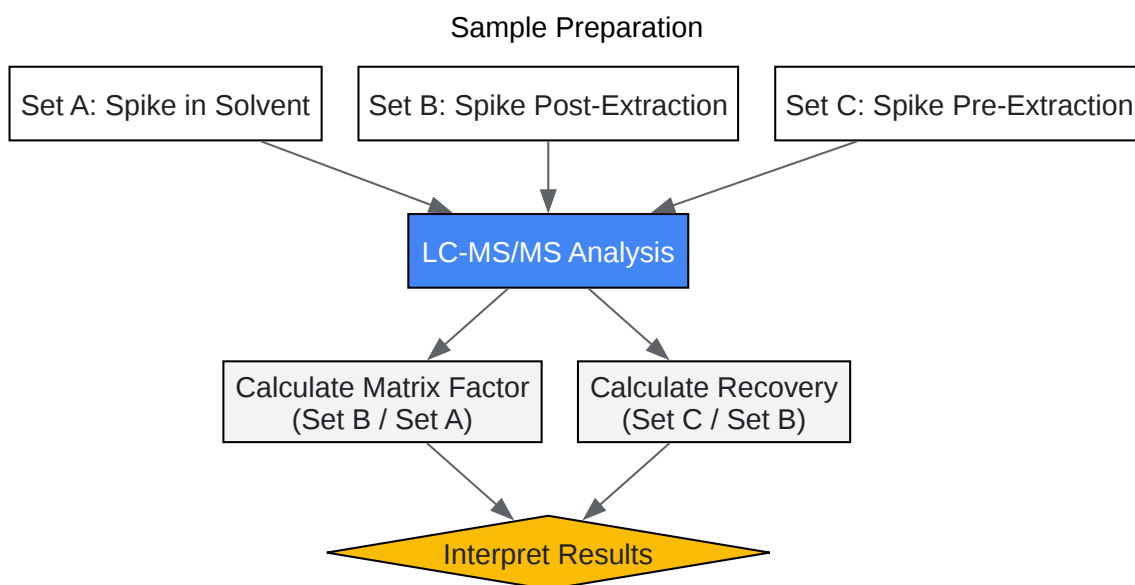 Sample Preparation
Set A: Spike in Solvent
Set B: Spike Post-Extraction
Set C: Spike Pre-Extraction
LC-MS/MS Analysis
Calculate Matrix Factor
(Set B / Set A)
Calculate Recovery
(Set C / Set B)
Interpret Results